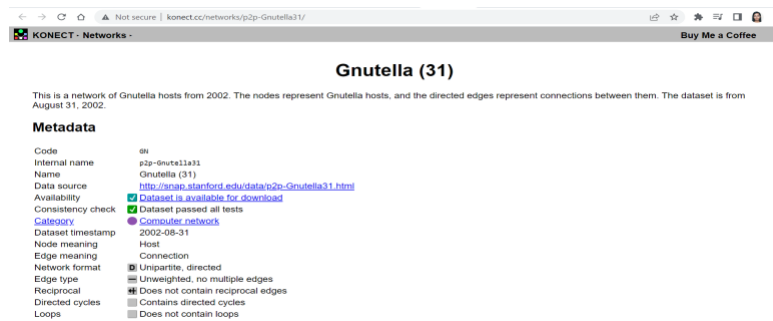 Not secure | konect.cc/networks/p2p-Gnutella31/
KONECT - Networks -
Buy Me a Coffee
Gnutella (31)
This is a network of Gnutella hosts from 2002. The nodes represent Gnutella hosts, and the directed edges represent connections between them. The dataset is from
August 31, 2002.
Metadata
Code GN
Internal name p2p-Gnutella31
Name Gnutella (31)
Data source http://snap.stanford.edu/data/p2p-Gnutella31.html
Availability Dataset is available for download
Consistency check Dataset passed all tests
Category Computer network
Dataset timestamp 2002-08-31
Node meaning Host
Edge meaning Connection
Network format D Unipartite, directed
Edge type Unweighted, no multiple edges
Reciprocal Does not contain reciprocal edges
Directed cycles Contains directed cycles
Loops Does not contain loops